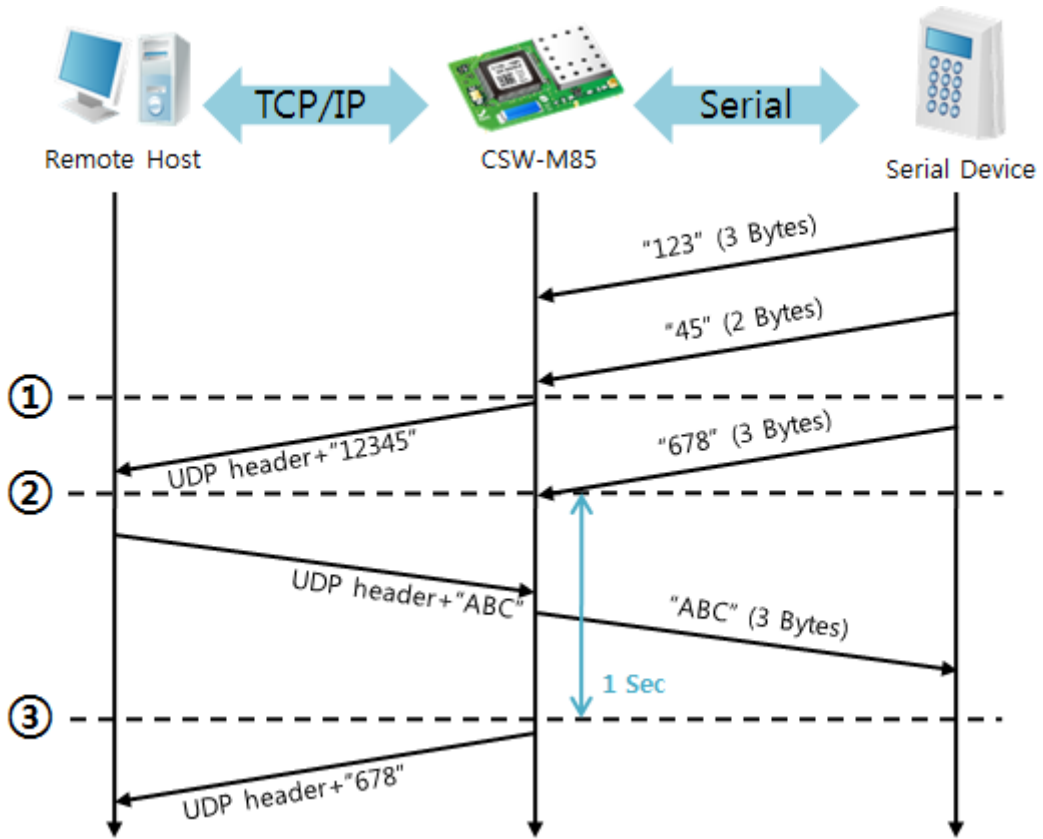 TCP/IP
Serial
Remote Host
CSW-M85
Serial Device
"123" (3 Bytes)
"45" (2 Bytes)
①
UDP header+"12345"
"678" (3 Bytes)
②
UDP header+"ABC"
"ABC" (3 Bytes)
1 Sec
③
UDP header+"678"